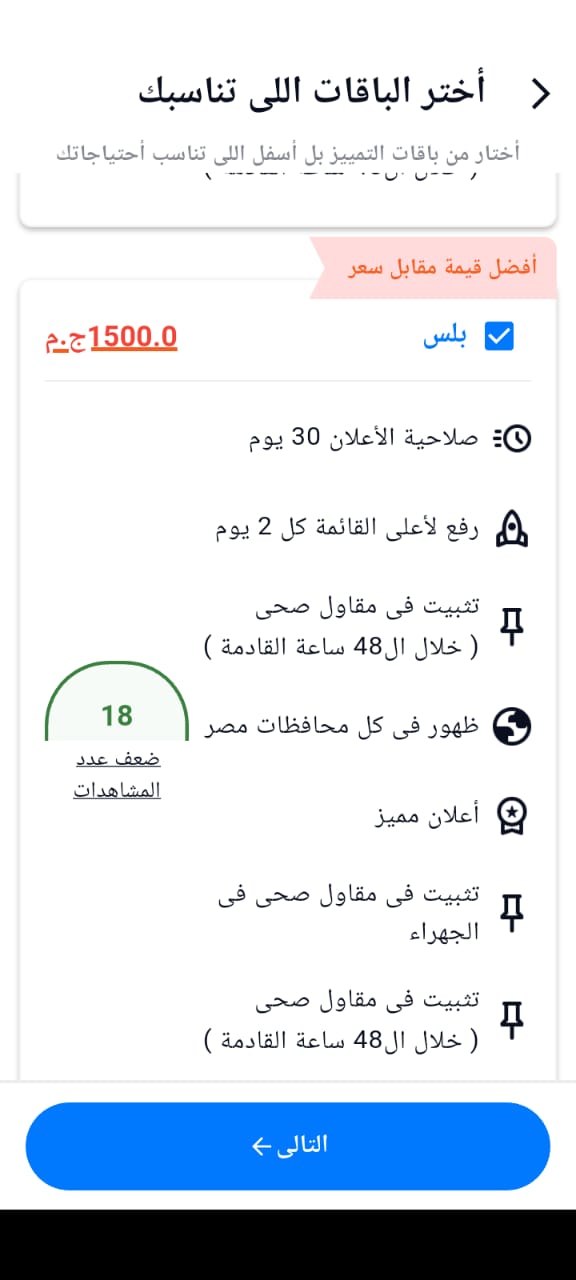 أختر الباقات اللى تناسبك
أختار من باقات التمييز بل أسفل اللى تناسب أحتياجاتك
أفضل قيمة مقابل سعر
بلس
1500.0ج.م
صلاحية الأعلان 30 يوم
رفع لأعلى القائمة كل 2 يوم
تثبيت فى مقاول صحى
( خلال ال48 ساعة القادمة )
ظهور فى كل محافظات مصر
18
ضعف عدد
المشاهدات
أعلان مميز
تثبيت فى مقاول صحى فى
الجهراء
تثبيت فى مقاول صحى
( خلال ال48 ساعة القادمة )
التالى ←